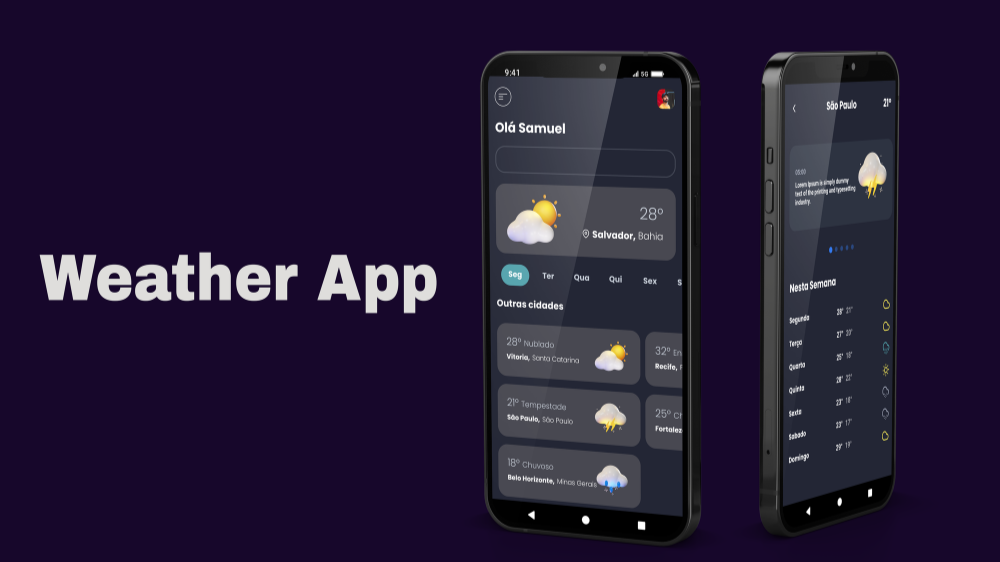 Weather App
9:41
5G
Olá Samuel
28°
Salvador, Bahia
Seg Ter Qua Qui Sex S
Outras cidades
28° Nublado
Vitoria, Santa Catarina
32° En
Recife, P
21° Tempestade
São Paulo, São Paulo
25° Ch
Fortalez
18° Chuvoso
Belo Horizonte, Minas Gerais
São Paulo 21°
00:00
Lorem Ipsum is simply dummy
text of the printing and typesetting
industry.
Nesta Semana
Segunda 28° 21°
Terça 27° 20°
Quarta 25° 18°
Quinta 28° 22°
Sexta 23° 18°
Sabado 23° 17°
Domingo 29° 19°